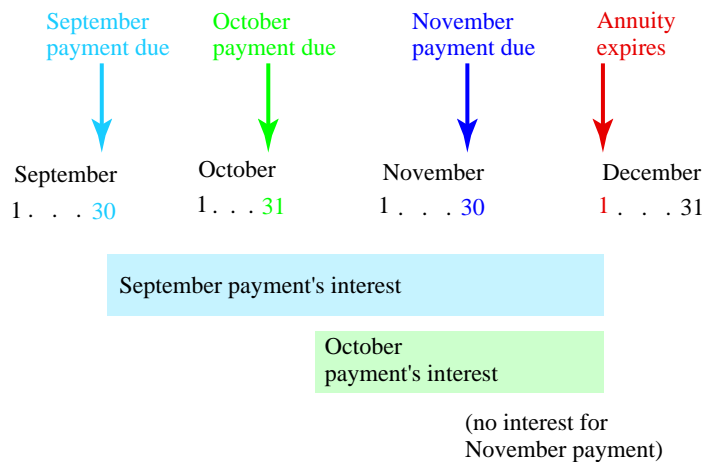 September
payment due
October
payment due
November
payment due
Annuity
expires
September
October
November
December
1 . . . 30
1 . . . 31
1 . . . 30
1 . . . 31
September payment's interest
October
payment's interest
(no interest for
November payment)